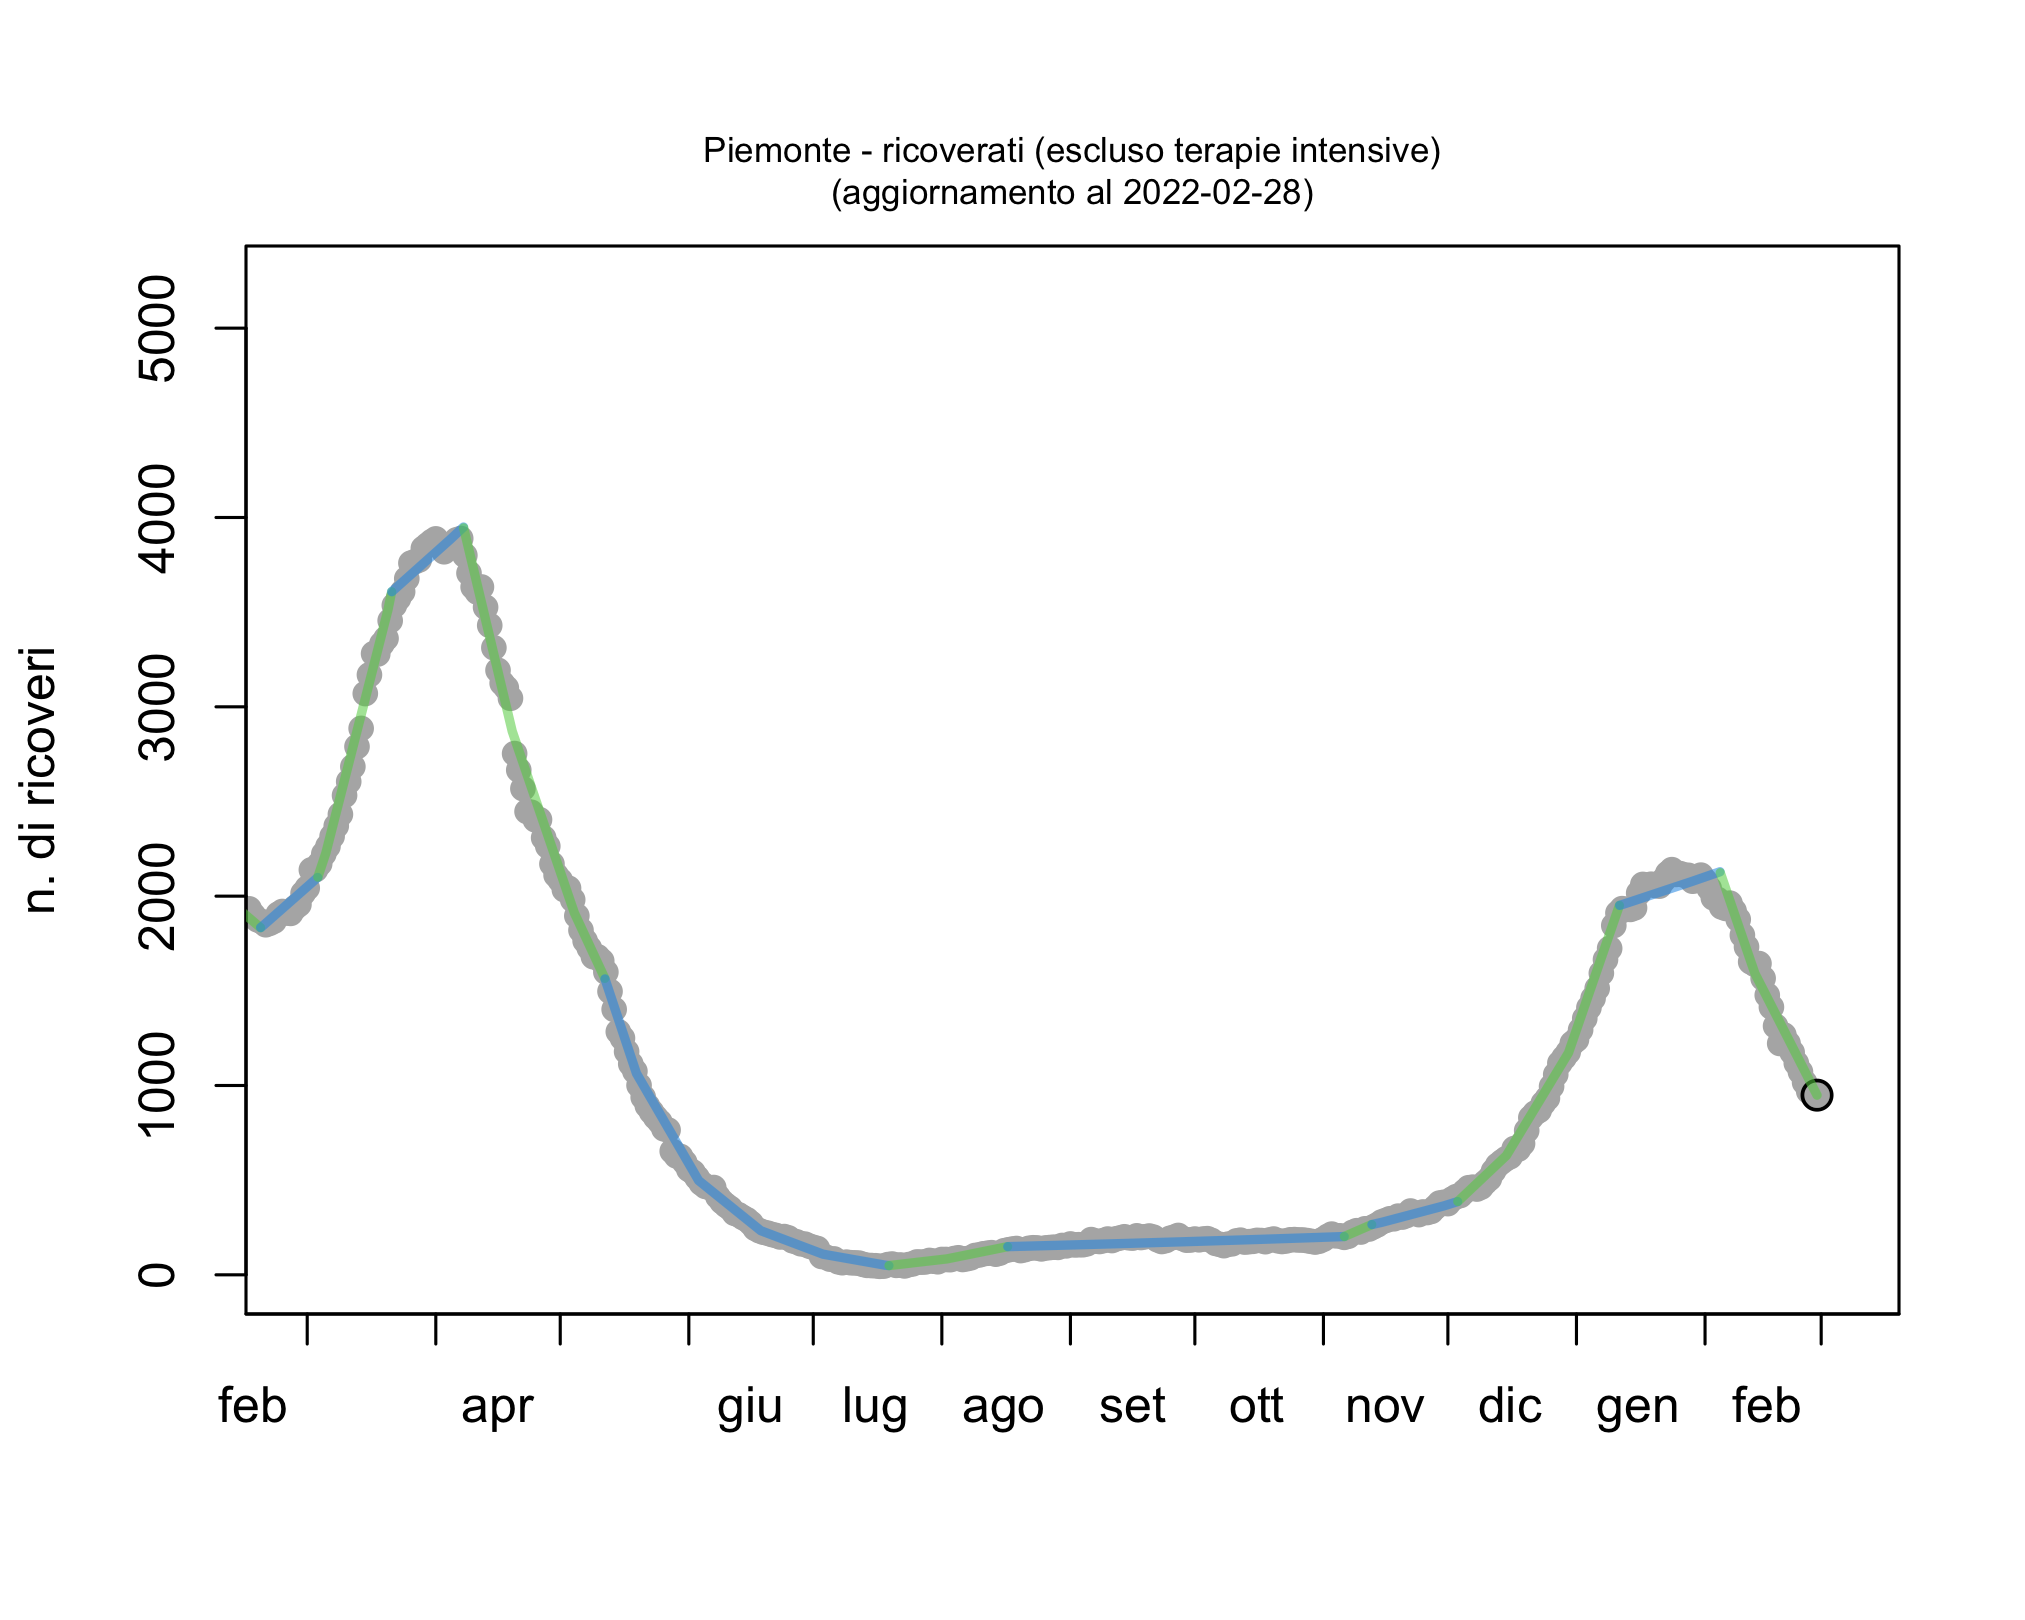 Piemonte - ricoverati (escluso terapie intensive)
(aggiornamento al 2022-02-28)
n. di ricoveri
5000
4000
3000
2000
1000
0
feb apr giu lug ago set ott nov dic gen feb